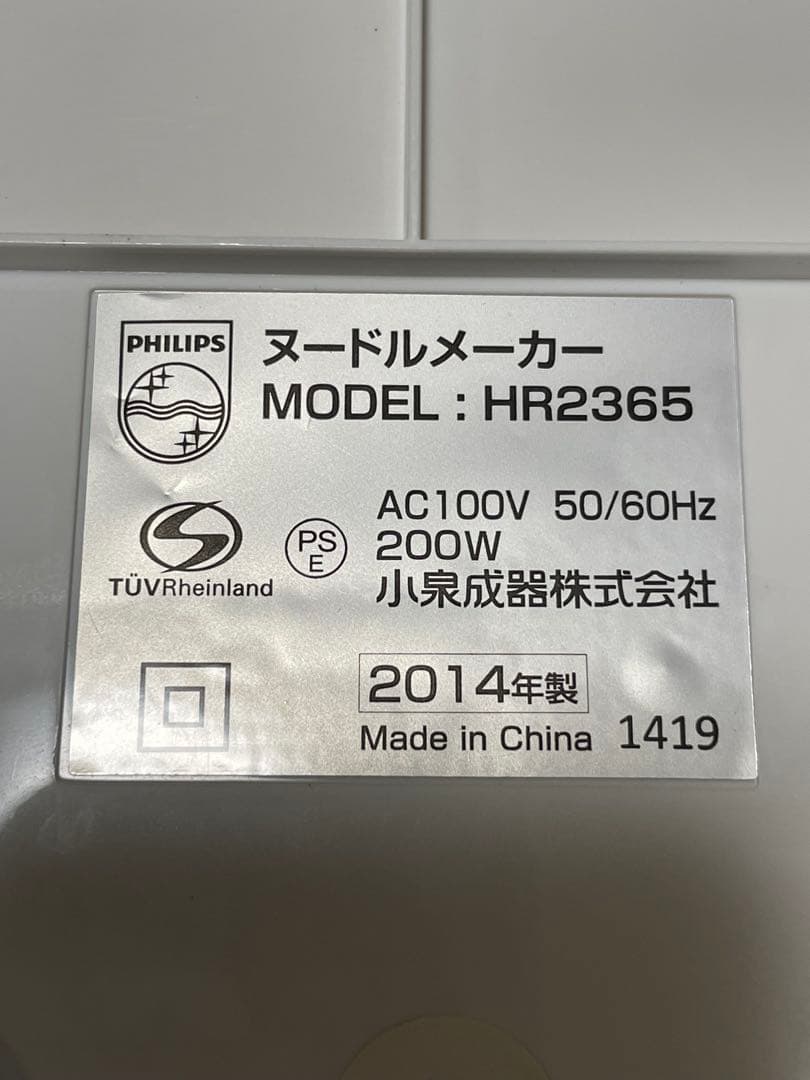 PHILIPS
ヌードルメーカー
MODEL : HR2365
AC100V 50/60Hz
200W
小泉成器株式会社
TÜVRheinland
PS
E
2014年製
Made in China 1419